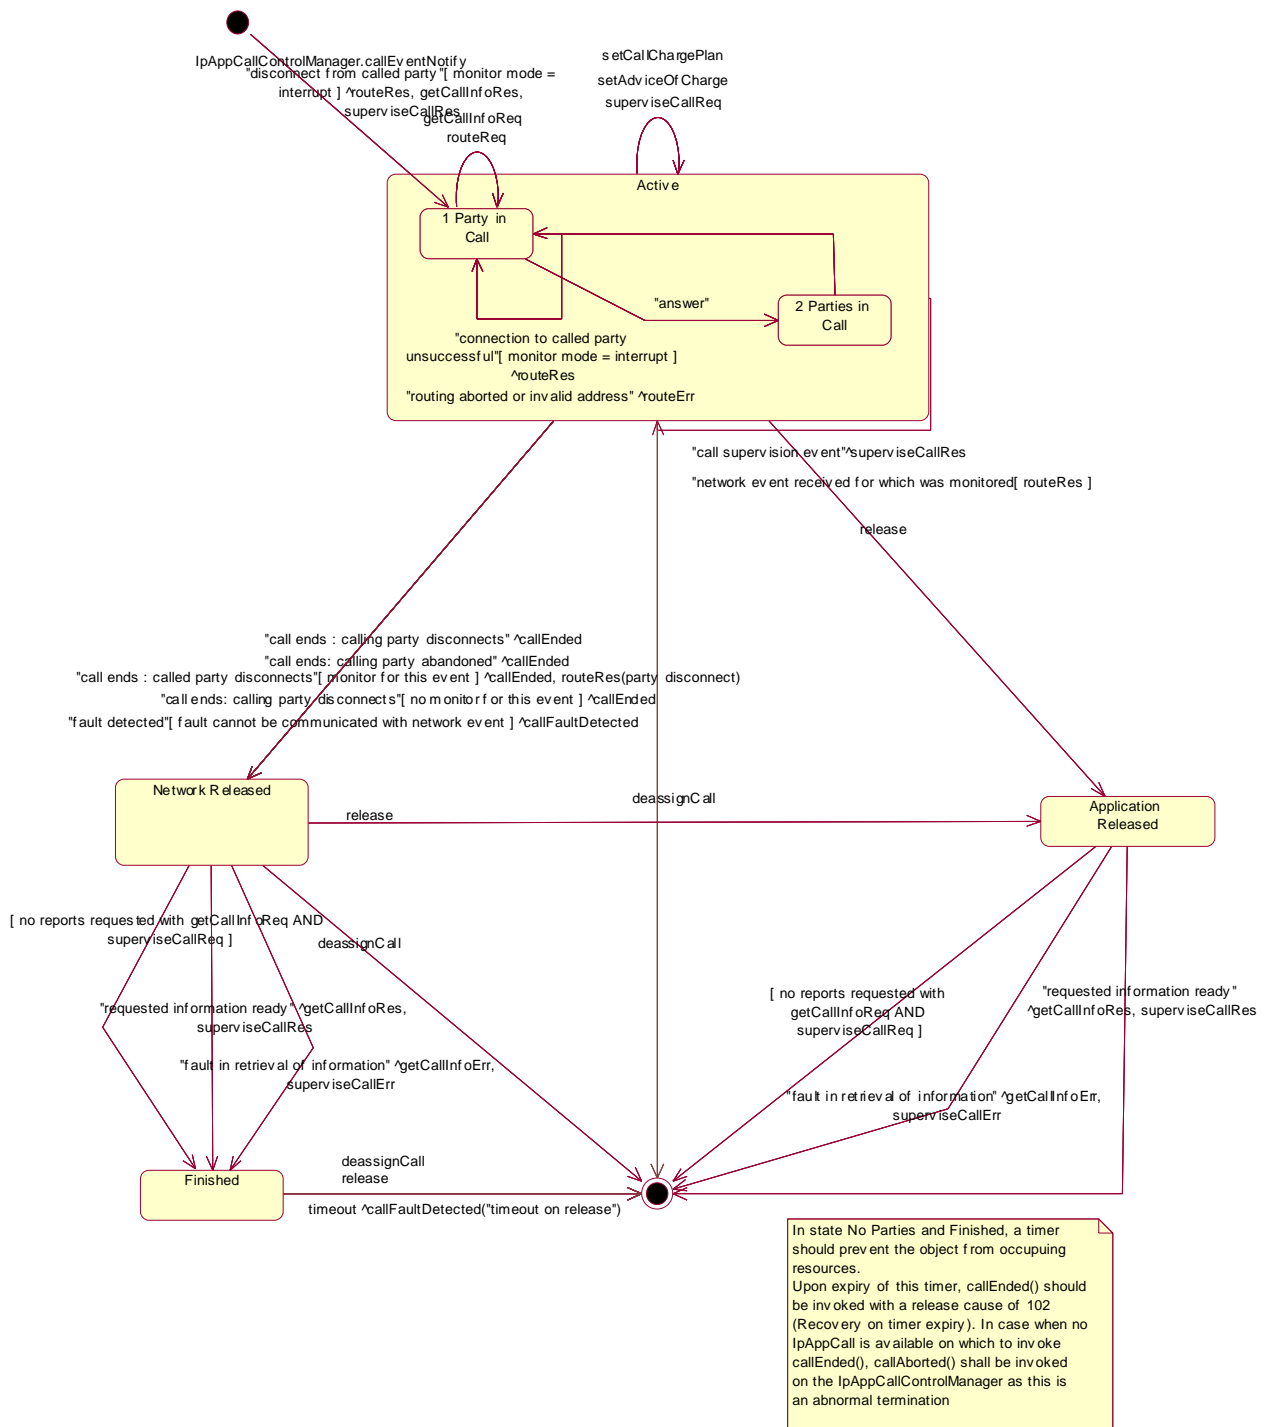 IpAppCallControlManager.callEventNotify
"disconnect from called party"[ monitor mode =
interrupt ] ^routeRes, getCallInfoRes,
superviseCallRes
getCallInfoReq
routeReq
setCallChargePlan
setAdviceOfCharge
superviseCallReq
Active
1 Party in
Call
"answer"
2 Parties in
Call
"connection to called party
unsuccessful"[ monitor mode = interrupt ]
^routeRes
"routing aborted or invalid address" ^routeErr
"call supervision event"^superviseCallRes
"network event received for which was monitored[ routeRes ]
release
"call ends : calling party disconnects" ^callEnded
"call ends: calling party abandoned" ^callEnded
"call ends : called party disconnects"[ monitor for this event ] ^callEnded, routeRes(party disconnect)
"call ends: calling party disconnects"[ no monitor for this event ] ^callEnded
"fault detected"[ fault cannot be communicated with network event ] ^callFaultDetected
Network Released
release
deassignCall
Application
Released
[ no reports requested with getCallInfoReq AND
superviseCallReq ]
deassignCall
"requested information ready" ^getCallInfoRes,
superviseCallRes
"fault in retrieval of information" ^getCallInfoErr,
superviseCallErr
[ no reports requested with
getCallInfoReq AND
superviseCallReq ]
"requested information ready"
^getCallInfoRes, superviseCallRes
"fault in retrieval of information" ^getCallInfoErr,
superviseCallErr
Finished
deassignCall
release
timeout ^callFaultDetected("timeout on release")
In state No Parties and Finished, a timer
should prevent the object from occupuing
resources.
Upon expiry of this timer, callEnded() should
be invoked with a release cause of 102
(Recovery on timer expiry). In case when no
IpAppCall is available on which to invoke
callEnded(), callAborted() shall be invoked
on the IpAppCallControlManager as this is
an abnormal termination